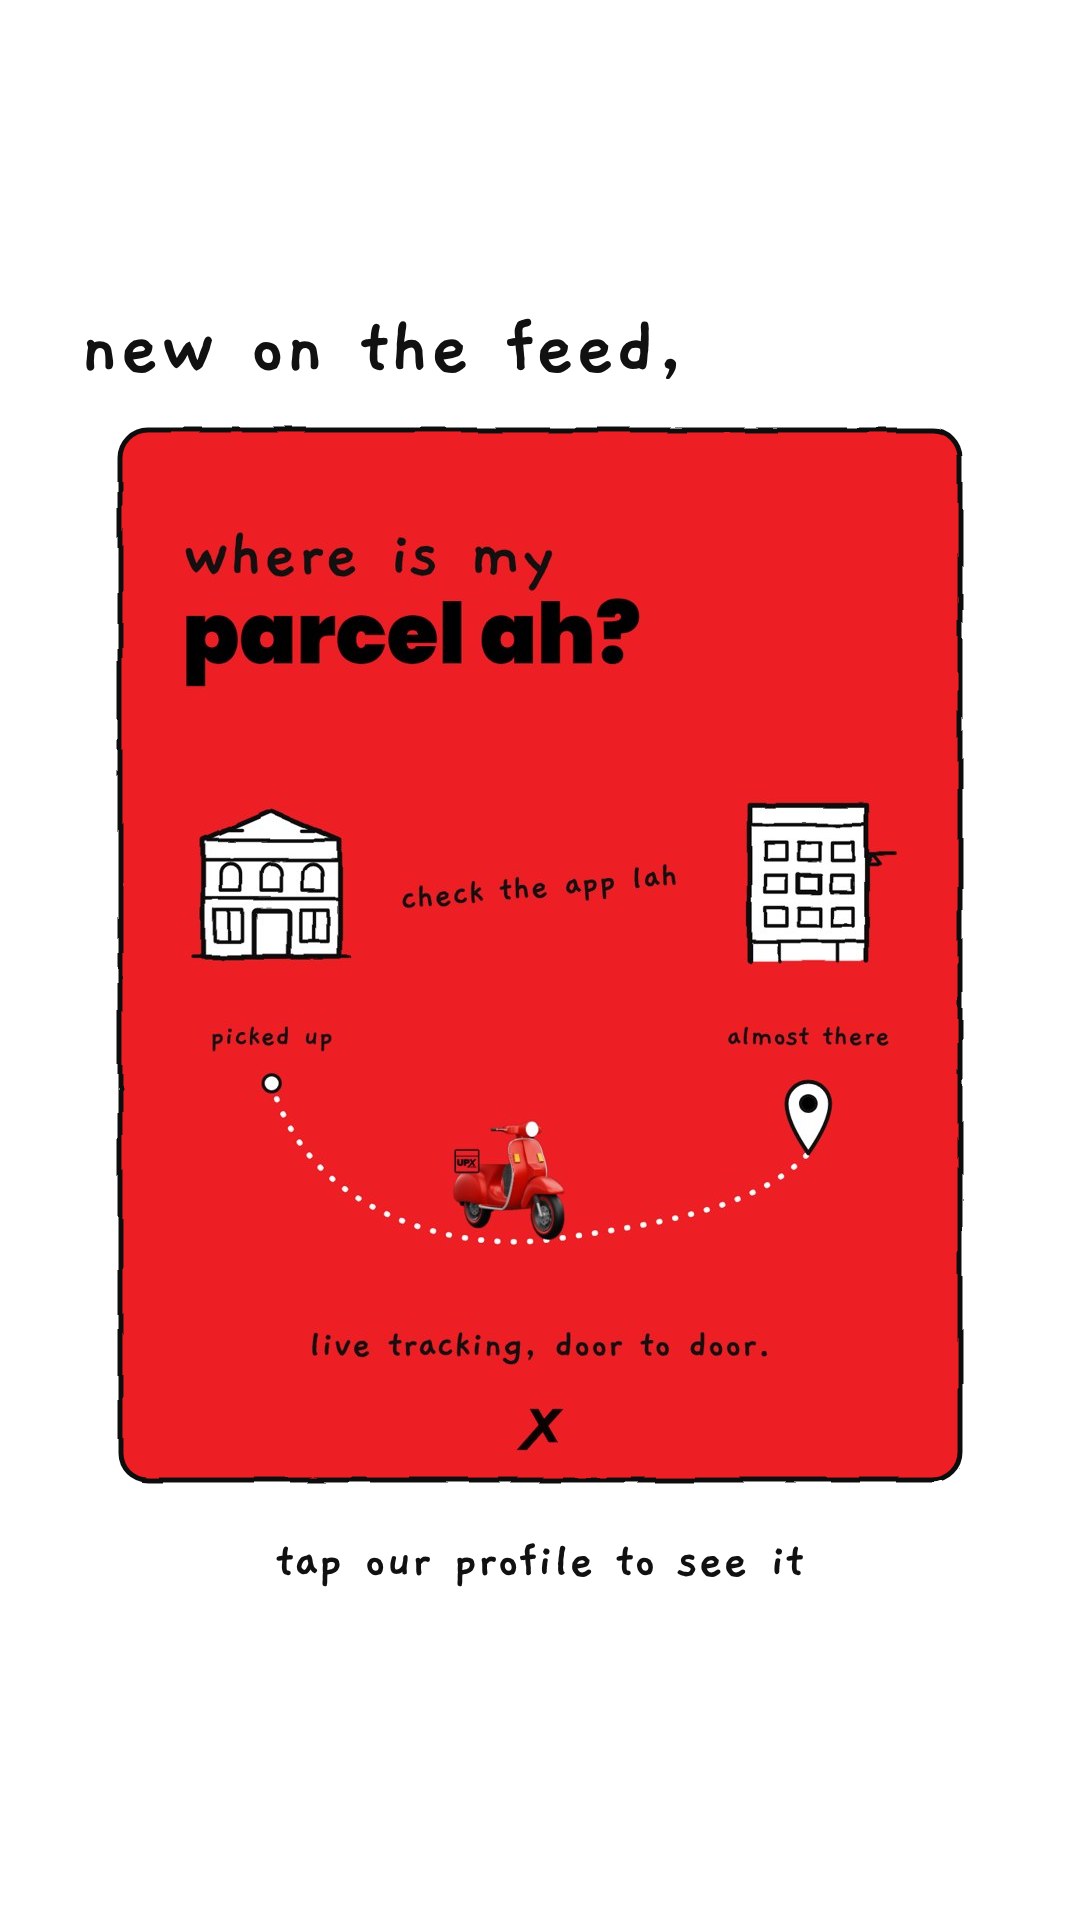 new on the feed,
where is my
parcel ah?
check the app lah
picked up
almost there
UPX
live tracking, door to door.
X
tap our profile to see it